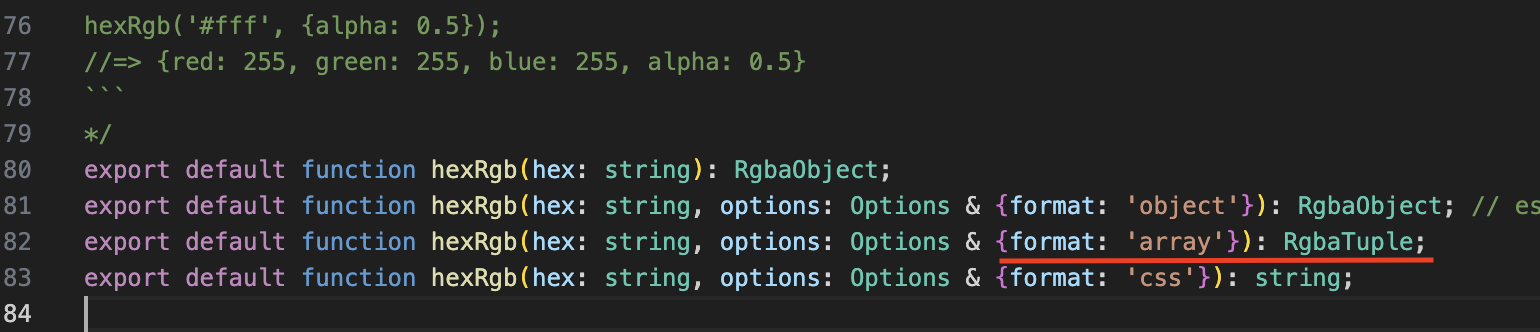 76 hexRgb('#fff', {alpha: 0.5});
77 //=> {red: 255, green: 255, blue: 255, alpha: 0.5}
78 ```
79 */
80 export default function hexRgb(hex: string): RgbaObject;
81 export default function hexRgb(hex: string, options: Options & {format: 'object'}): RgbaObject; // es
82 export default function hexRgb(hex: string, options: Options & {format: 'array'}): RgbaTuple;
83 export default function hexRgb(hex: string, options: Options & {format: 'css'}): string;
84